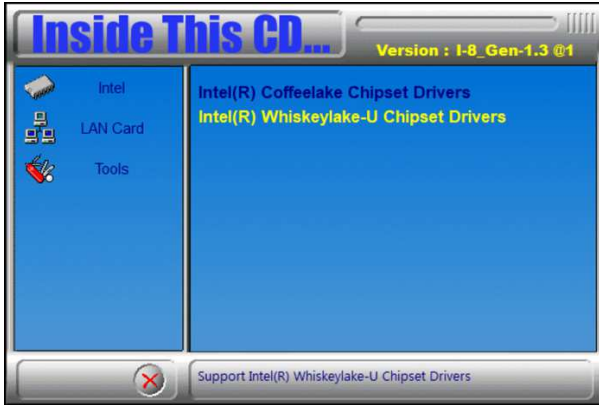 Inside This CD...
Version : I-8_Gen-1.3 @1
Intel
LAN Card
Tools
Intel(R) Coffeelake Chipset Drivers
Intel(R) Whiskeylake-U Chipset Drivers
Support Intel(R) Whiskeylake-U Chipset Drivers